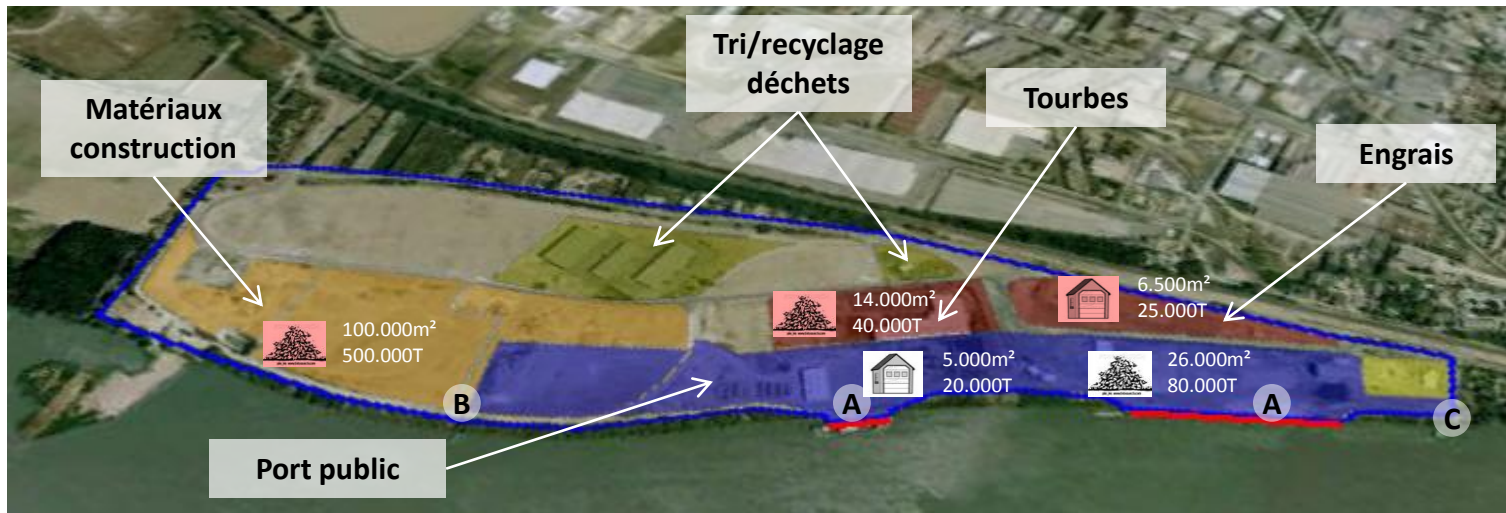 Tri/recyclage
déchets
Tourbes
Matériaux
construction
Engrais
6.500m²
25.000T
14.000m²
40.000T
100.000m²
500.000T
5.000m²
20.000T
26.000m²
80.000T
B
A
A
C
Port public